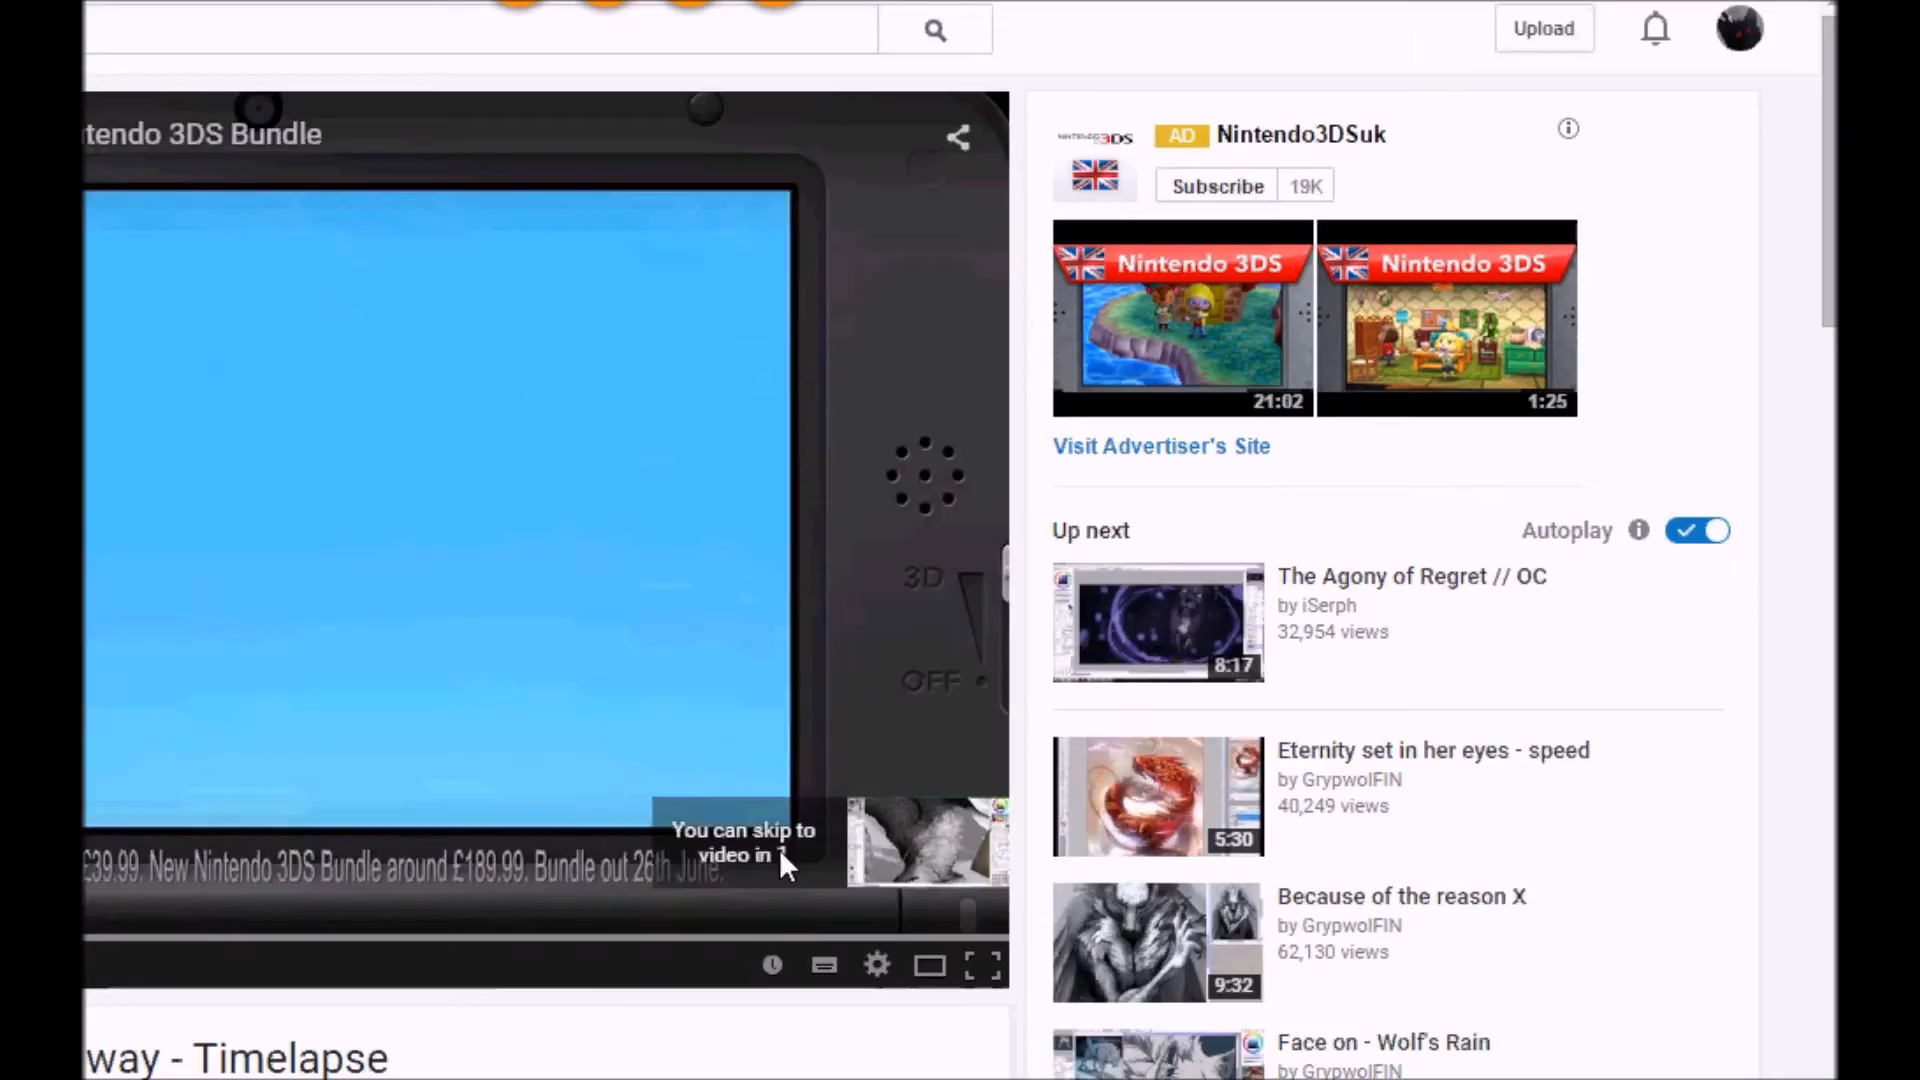 Upload
tendo 3DS Bundle
3D
OFF
You can skip to
video in
£39.99. New Nintendo 3DS Bundle around £189.99. Bundle out 26th June.
way - Timelapse
NINTENDO3DS
AD Nintendo3DSuk
Subscribe 19K
Nintendo 3DS
21:02
Nintendo 3DS
1:25
Visit Advertiser's Site
Up next
Autoplay
The Agony of Regret // OC
by iSerph
32,954 views
8:17
Eternity set in her eyes - speed
by GrypwolFIN
40,249 views
5:30
Because of the reason X
by GrypwolFIN
62,130 views
9:32
Face on - Wolf's Rain
by GrypwolFIN